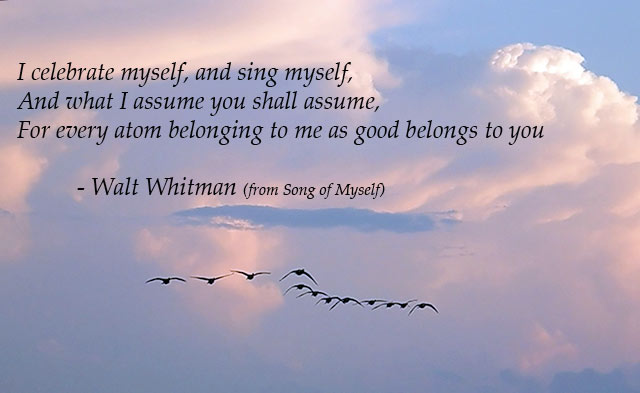 I celebrate myself, and sing myself,
And what I assume you shall assume,
For every atom belonging to me as good belongs to you
- Walt Whitman (from Song of Myself)